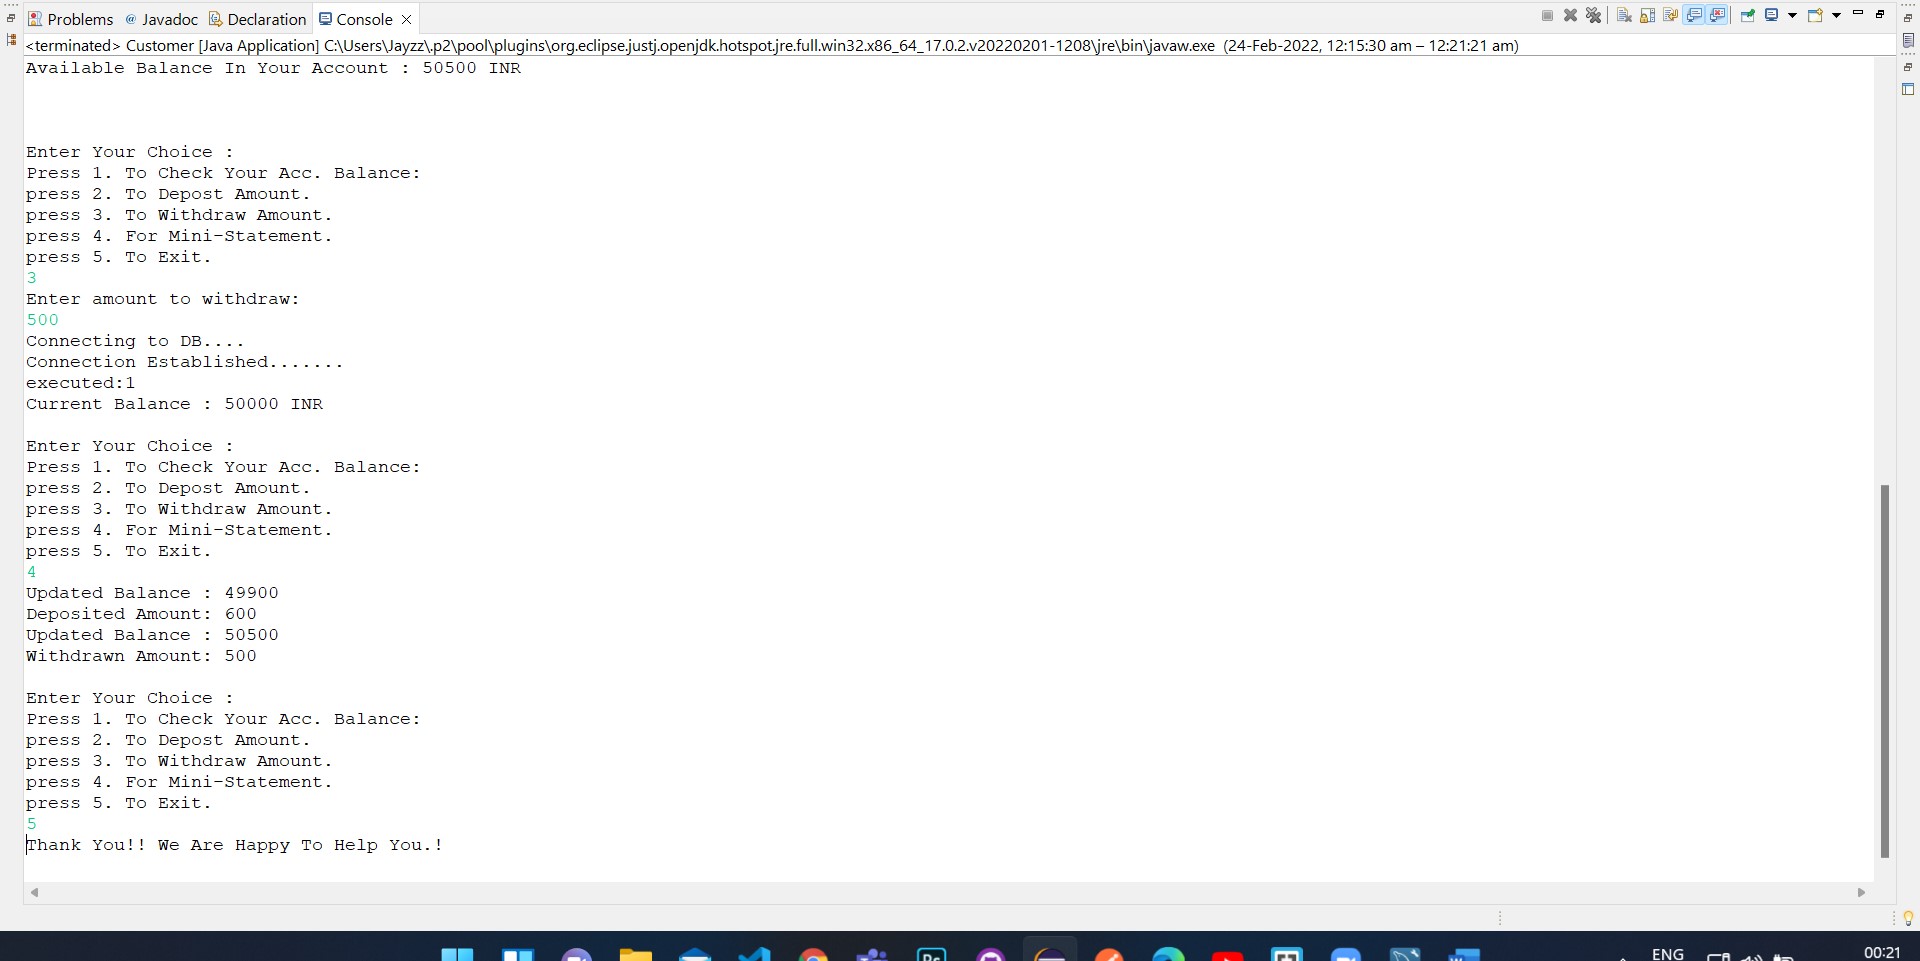 Problems @ Javadoc Declaration Console
<terminated> Customer [Java Application] C:\Users\Jayzz\.p2\pool\plugins\org.eclipse.justj.openjdk.hotspot.jre.full.win32.x86_64_17.0.2.v20220201-1208\jre\bin\javaw.exe (24-Feb-2022, 12:15:30 am – 12:21:21 am)
Available Balance In Your Account : 50500 INR
Enter Your Choice :
Press 1. To Check Your Acc. Balance:
press 2. To Depost Amount.
press 3. To Withdraw Amount.
press 4. For Mini-Statement.
press 5. To Exit.
3
Enter amount to withdraw:
500
Connecting to DB....
Connection Established.......
executed:1
Current Balance : 50000 INR
Enter Your Choice :
Press 1. To Check Your Acc. Balance:
press 2. To Depost Amount.
press 3. To Withdraw Amount.
press 4. For Mini-Statement.
press 5. To Exit.
4
Updated Balance : 49900
Deposited Amount: 600
Updated Balance : 50500
Withdrawn Amount: 500
Enter Your Choice :
Press 1. To Check Your Acc. Balance:
press 2. To Depost Amount.
press 3. To Withdraw Amount.
press 4. For Mini-Statement.
press 5. To Exit.
5
Thank You!! We Are Happy To Help You.!
ENG 00:21